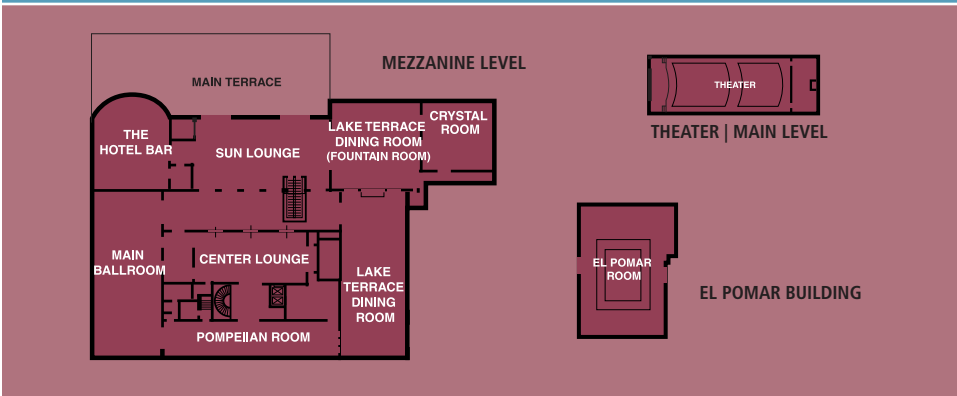 MEZZANINE LEVEL
MAIN TERRACE
THE
HOTEL BAR
SUN LOUNGE
LAKE TERRACE
DINING ROOM
(FOUNTAIN ROOM)
CRYSTAL
ROOM
MAIN
BALLROOM
CENTER LOUNGE
LAKE
TERRACE
DINING
ROOM
POMPEIIAN ROOM
THEATER
THEATER | MAIN LEVEL
EL POMAR
ROOM
EL POMAR BUILDING